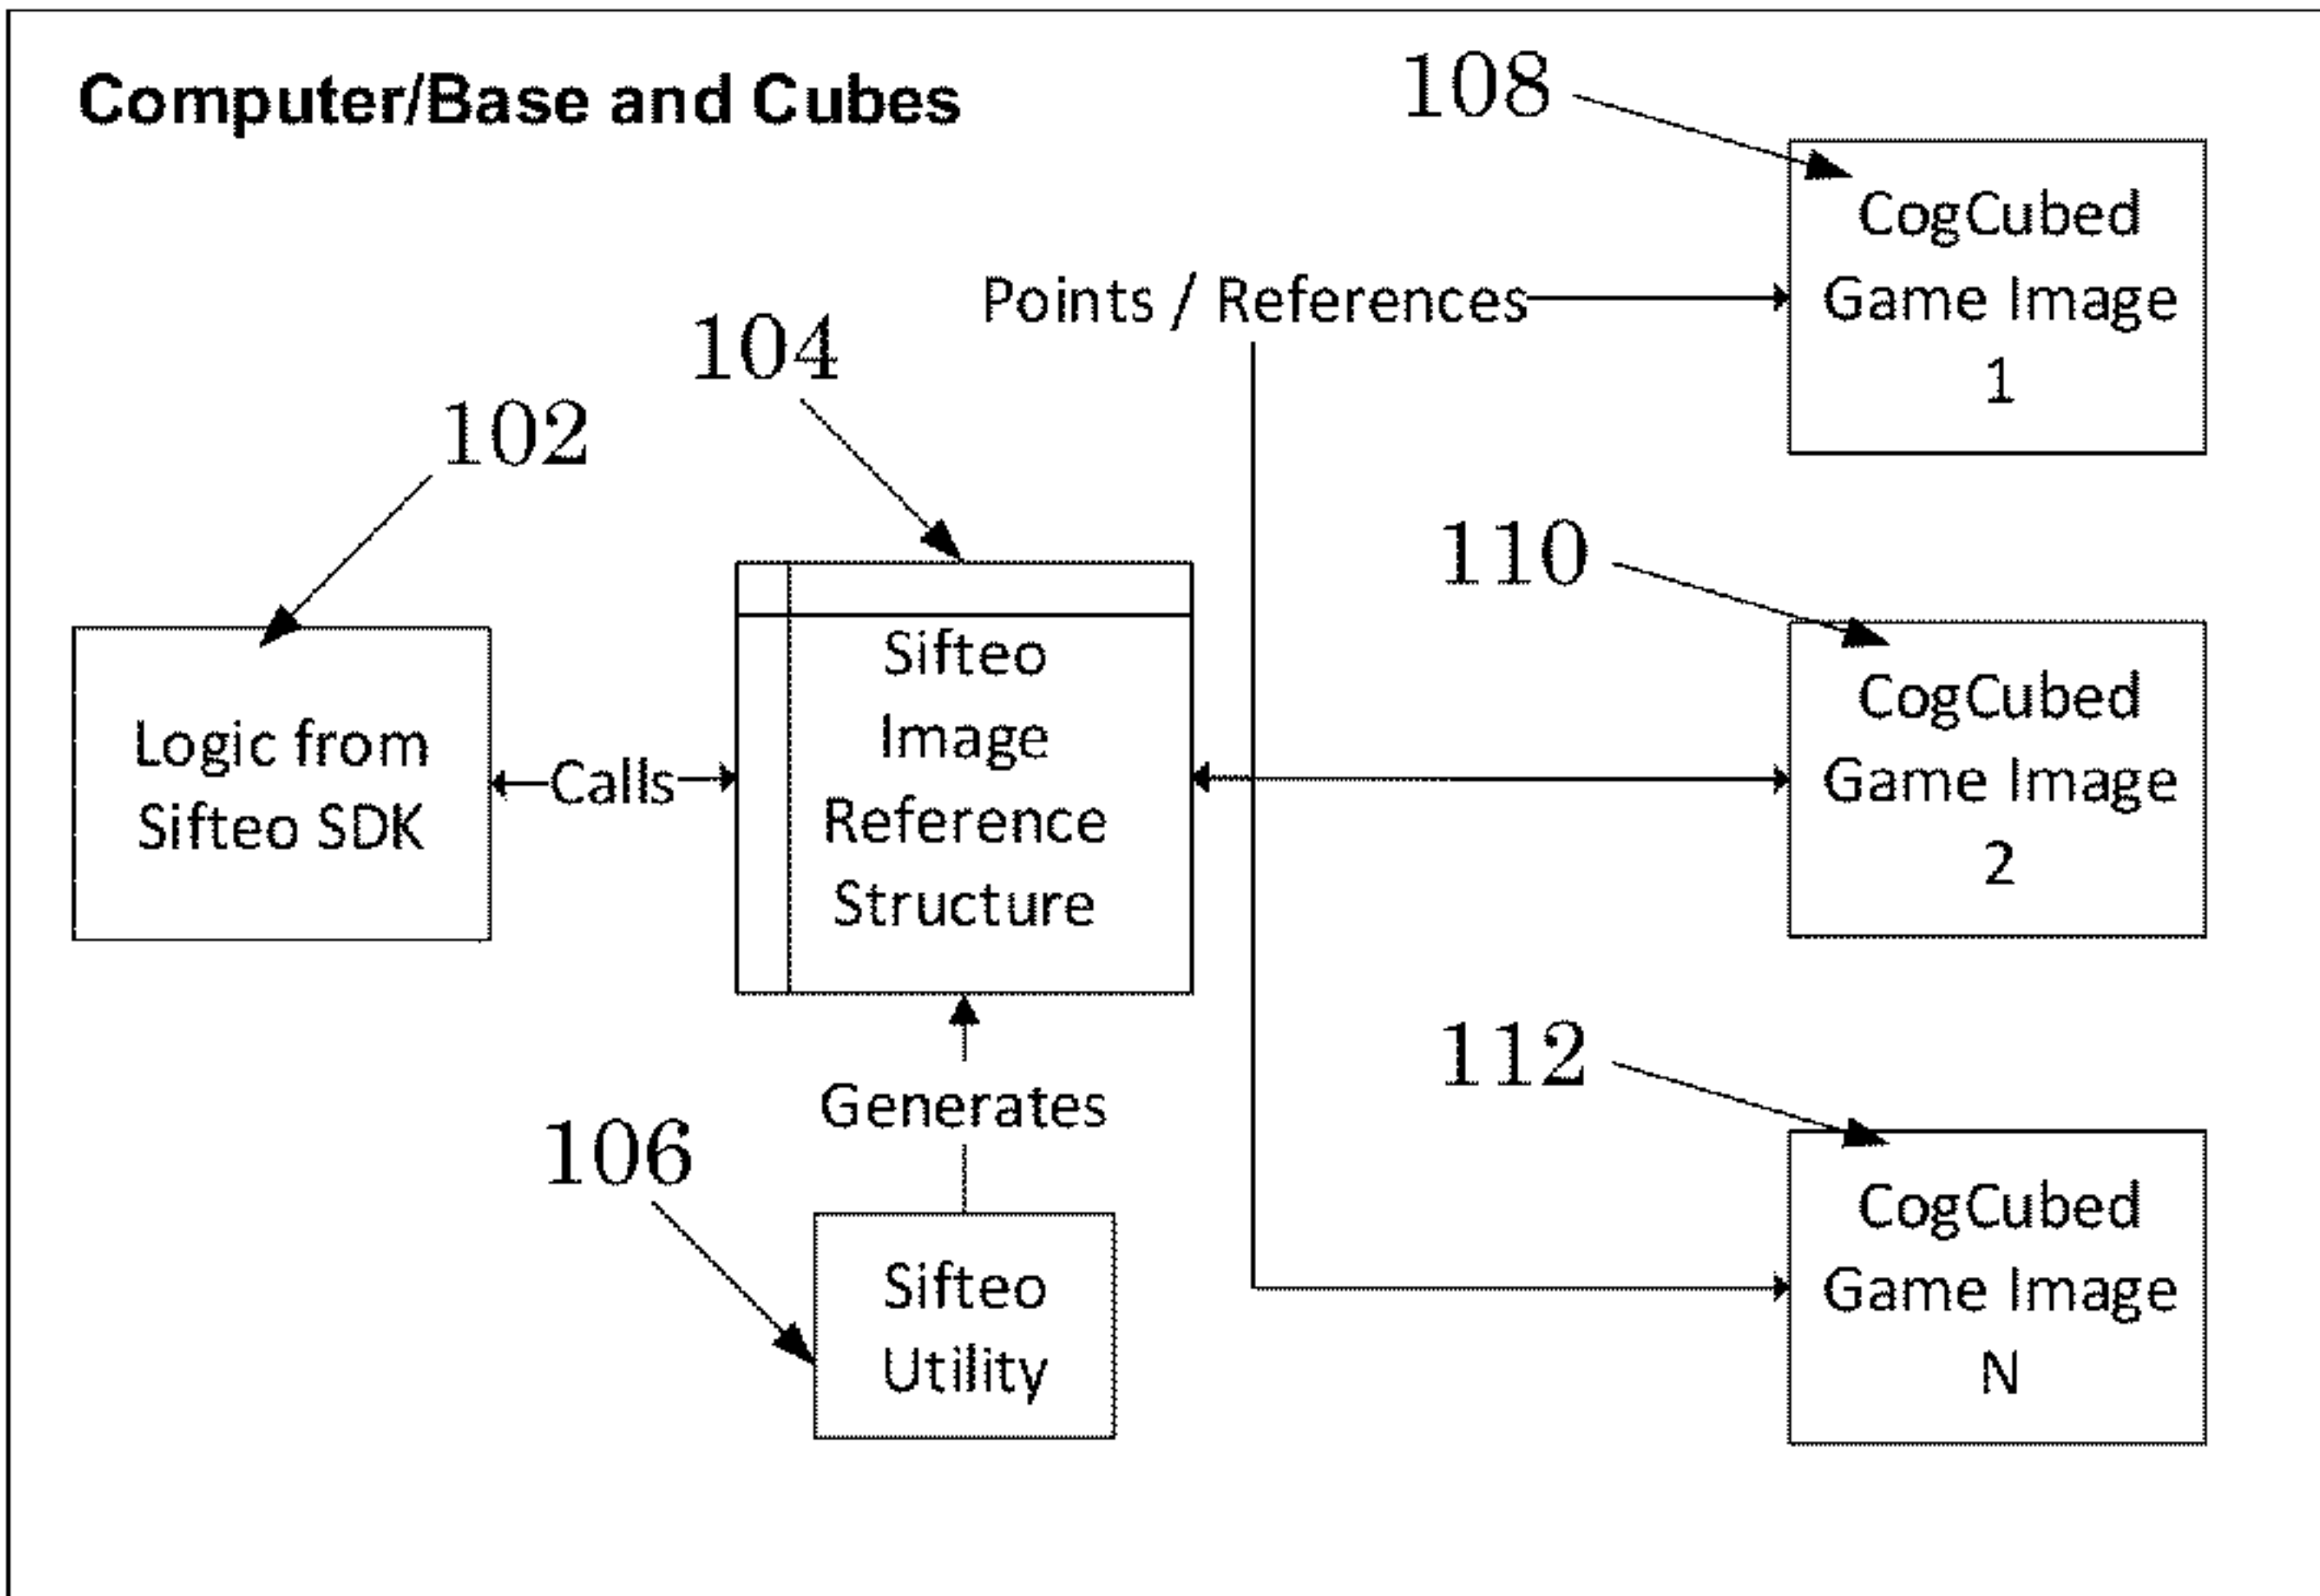 Computer/Base and Cubes
108
CogCubed
Game Image
1
Points / References
104
102
110
Sifteo
Image
Reference
Structure
Logic from
Sifteo SDK
Calls
CogCubed
Game Image
2
112
Generates
106
CogCubed
Game Image
N
Sifteo
Utility